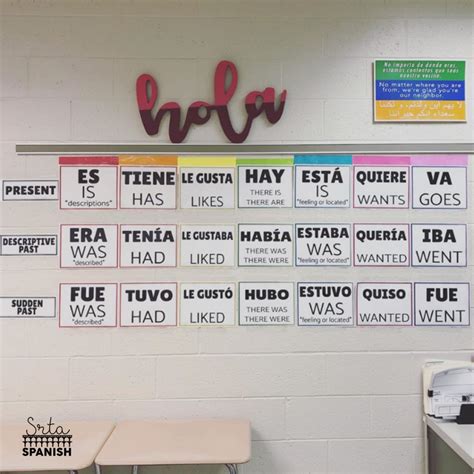 hola
No importa de dónde eres,
estamos contentos que seas
nuestro vecino.
No matter where you
are from, we're glad
you're our neighbor.
PRESENT
ES
IS
"descriptions"
TIENE
HAS
LE GUSTA
LIKES
HAY
THERE IS
THERE ARE
ESTÁ
IS
"feeling or located"
QUIERE
WANTS
VA
GOES
DESCRIPTIVE
PAST
ERA
WAS
"described"
TENÍA
HAD
LE GUSTABA
LIKED
HABÍA
THERE WAS
THERE WERE
ESTABA
WAS
"feeling or located"
QUERÍA
WANTED
IBA
WENT
SUDDEN
PAST
FUE
WAS
"described"
TUVO
HAD
LE GUSTÓ
LIKED
HUBO
THERE WAS
THERE WERE
ESTUVO
WAS
"feeling or located"
QUISO
WANTED
FUE
WENT
Srta
SPANISH